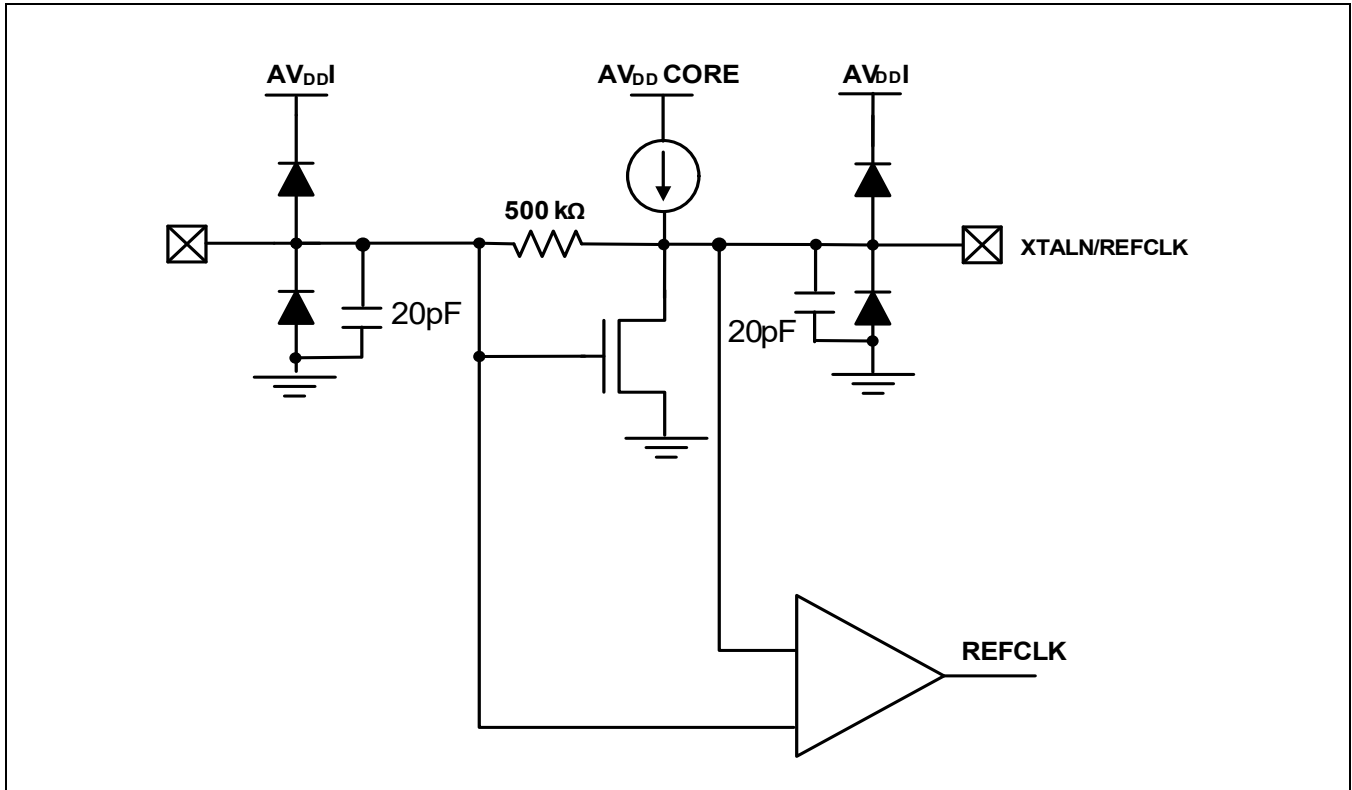 AVDDI
AVDD CORE
AVDDI
500 kΩ
XTALN/REFCLK
20pF
20pF
REFCLK